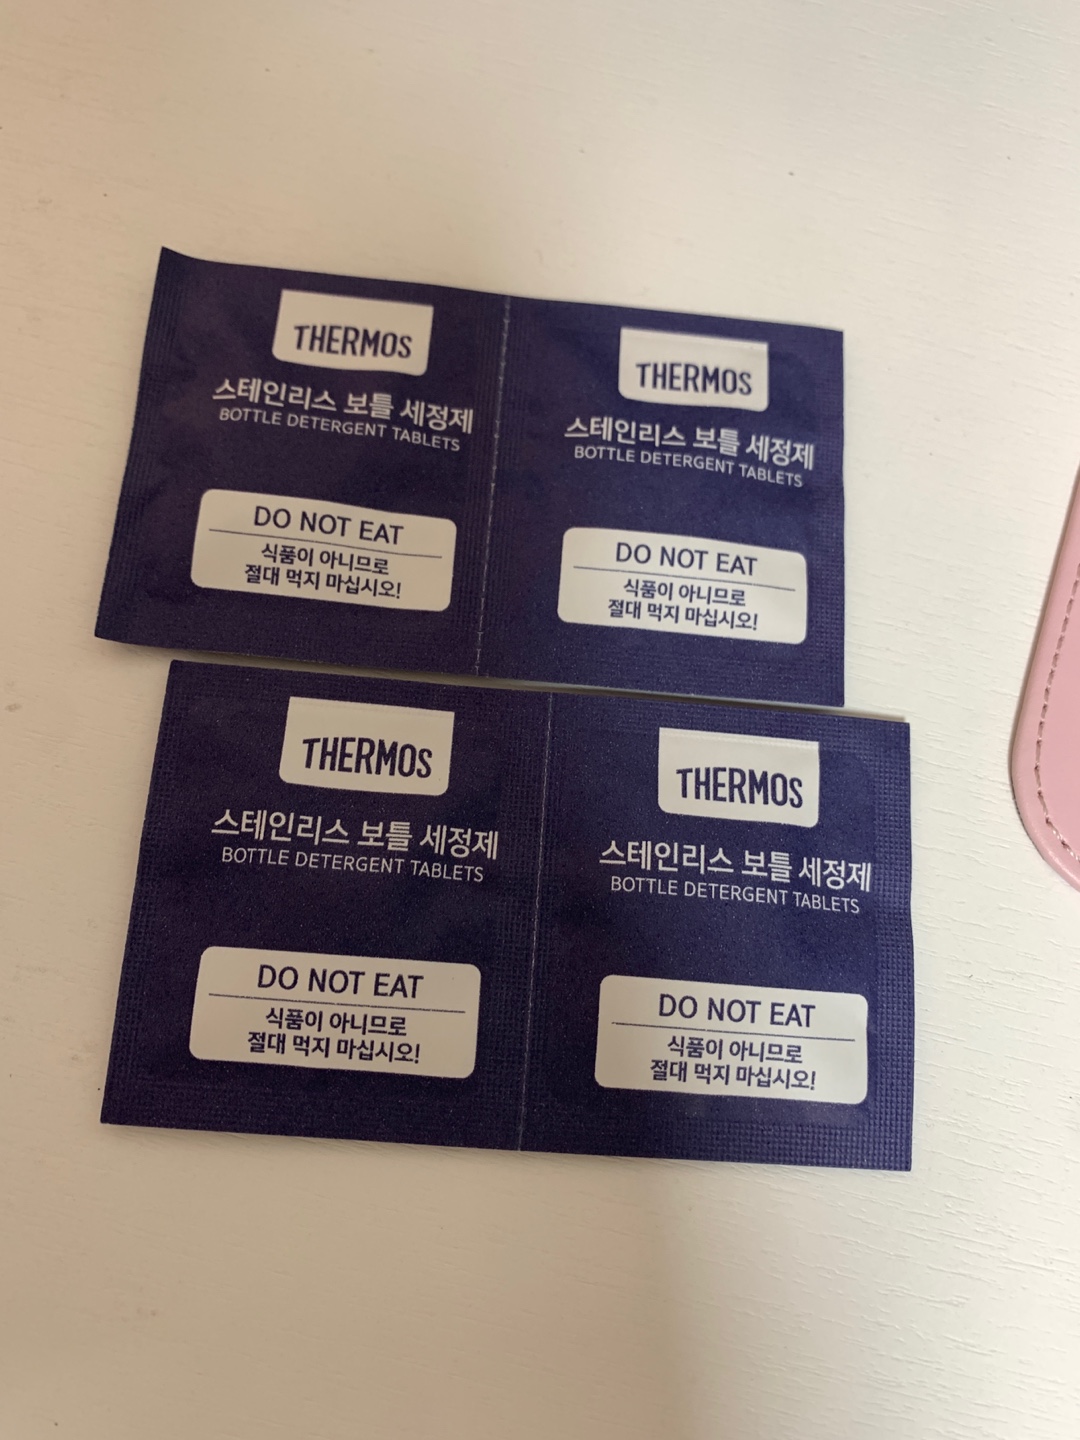 THERMOS
스테인리스 보틀 세정제
BOTTLE DETERGENT TABLETS
DO NOT EAT
식품이 아니므로
절대 먹지 마십시오!
THERMOS
스테인리스 보틀 세정제
BOTTLE DETERGENT TABLETS
DO NOT EAT
식품이 아니므로
절대 먹지 마십시오!
THERMOS
스테인리스 보틀 세정제
BOTTLE DETERGENT TABLETS
DO NOT EAT
식품이 아니므로
절대 먹지 마십시오!
THERMOS
스테인리스 보틀 세정제
BOTTLE DETERGENT TABLETS
DO NOT EAT
식품이 아니므로
절대 먹지 마십시오!